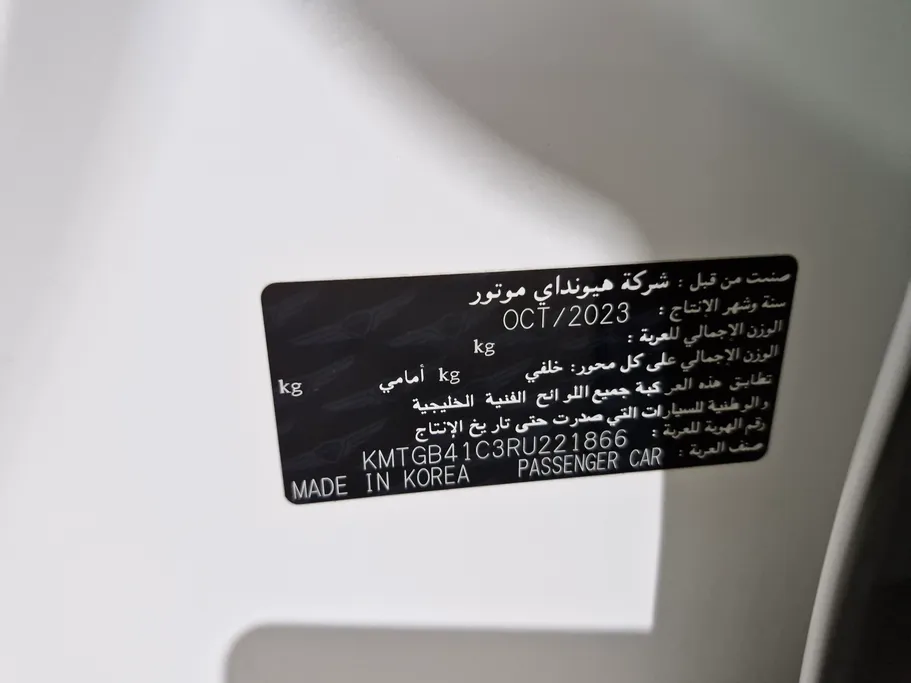 صنعت من قبل : شركة هيونداي موتور
سنة وشهر الإنتاج : OCT/2023
الوزن الإجمالي للعربة : kg
الوزن الإجمالي على كل محور: خلفي kg أمامي kg
تطابق هذه العركبة جميع اللوائح الفنية الخليجية
والوطنية للسيارات التي صدرت حتى تاريخ الإنتاج
رقم الهوية للعربة : KMTGB41C3RU221866
صنف العربة : PASSENGER CAR
MADE IN KOREA